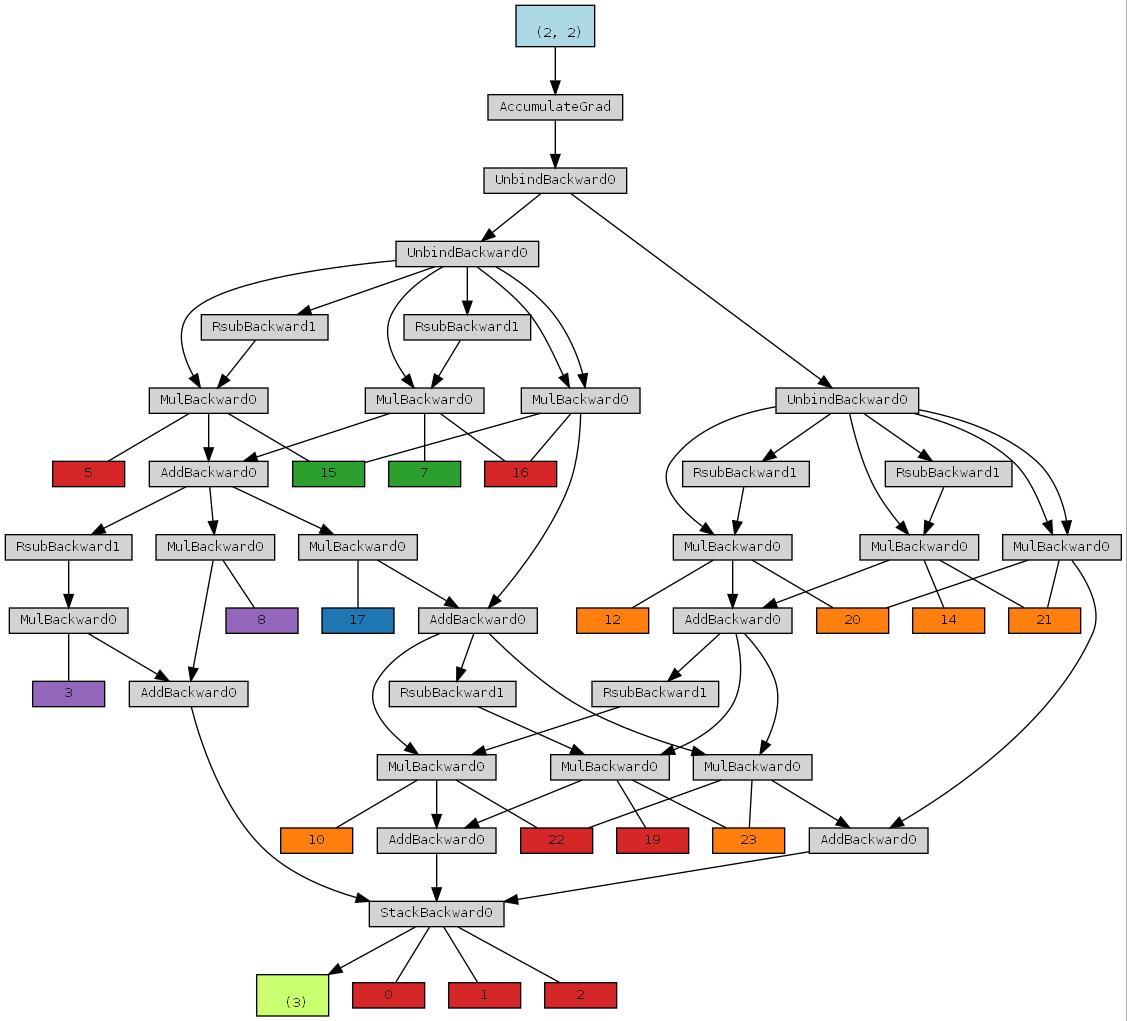 (2, 2)
AccumulateGrad
UnbindBackward0
UnbindBackward0
RsubBackward1
RsubBackward1
MulBackward0
MulBackward0
MulBackward0
UnbindBackward0
5
AddBackward0
15
7
16
RsubBackward1
RsubBackward1
RsubBackward1
MulBackward0
MulBackward0
MulBackward0
MulBackward0
MulBackward0
MulBackward0
8
17
AddBackward0
12
AddBackward0
20
14
21
3
AddBackward0
RsubBackward1
RsubBackward1
MulBackward0
MulBackward0
MulBackward0
10
AddBackward0
22
19
23
AddBackward0
StackBackward0
(3)
0
1
2